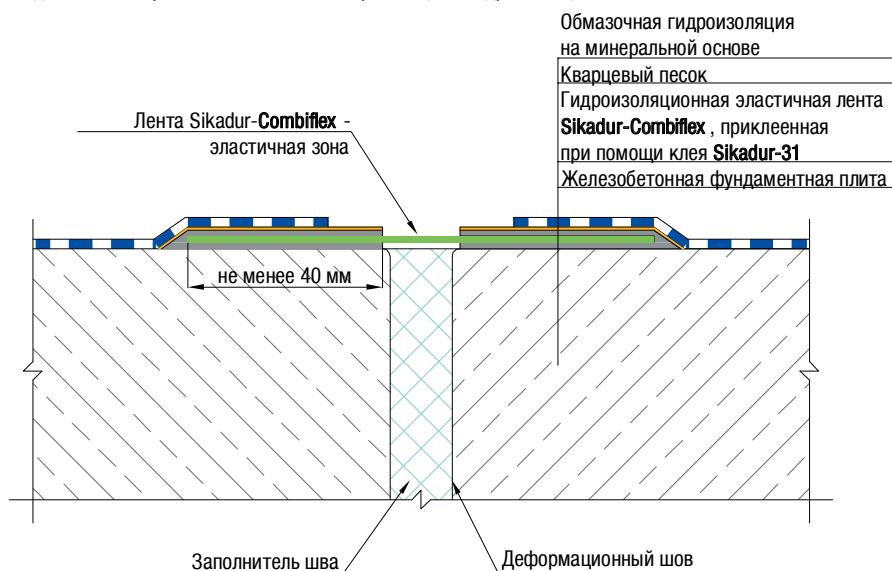 Обмазочная гидроизоляция
на минеральной основе
Кварцевый песок
Гидроизоляционная эластичная лента
Sikadur-Combiflex , приклеенная
при помощи клея Sikadur-31
Железобетонная фундаментная плита
Лента Sikadur-Combiflex -
эластичная зона
не менее 40 мм
Заполнитель шва
Деформационный шов